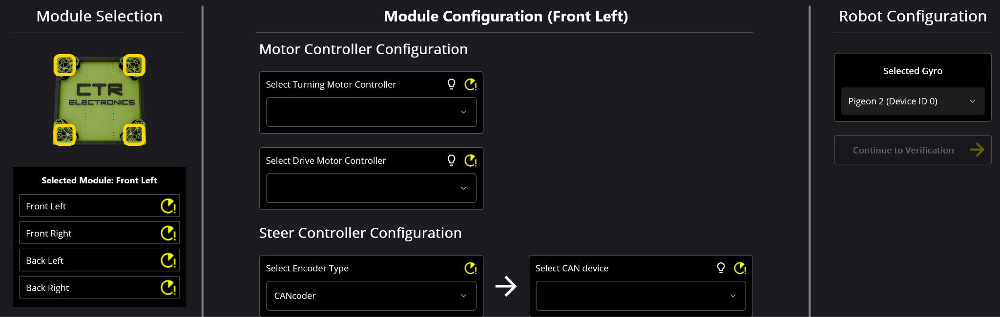 Module Selection
CTR
ELECTRONICS
Selected Module: Front Left
Front Left
Front Right
Back Left
Back Right
Module Configuration (Front Left)
Motor Controller Configuration
Select Turning Motor Controller
Select Drive Motor Controller
Steer Controller Configuration
Select Encoder Type
CANcoder
Select CAN device
Robot Configuration
Selected Gyro
Pigeon 2 (Device ID 0)
Continue to Verification